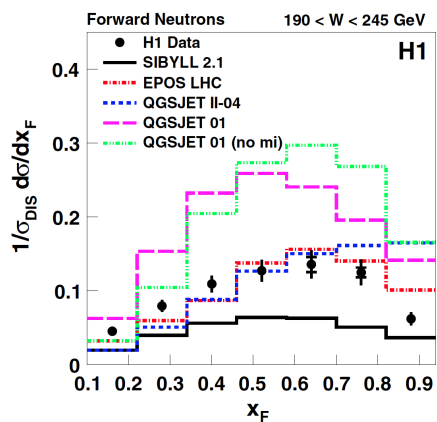 Forward Neutrons 190 < W < 245 GeV
H1
H1 Data
SIBYLL 2.1
EPOS LHC
QGSJET II-04
QGSJET 01
QGSJET 01 (no mi)
1/σ_DIS dσ/dx_F
0.4
0.3
0.2
0.1
0
0.1 0.2 0.3 0.4 0.5 0.6 0.7 0.8 0.9
x_F